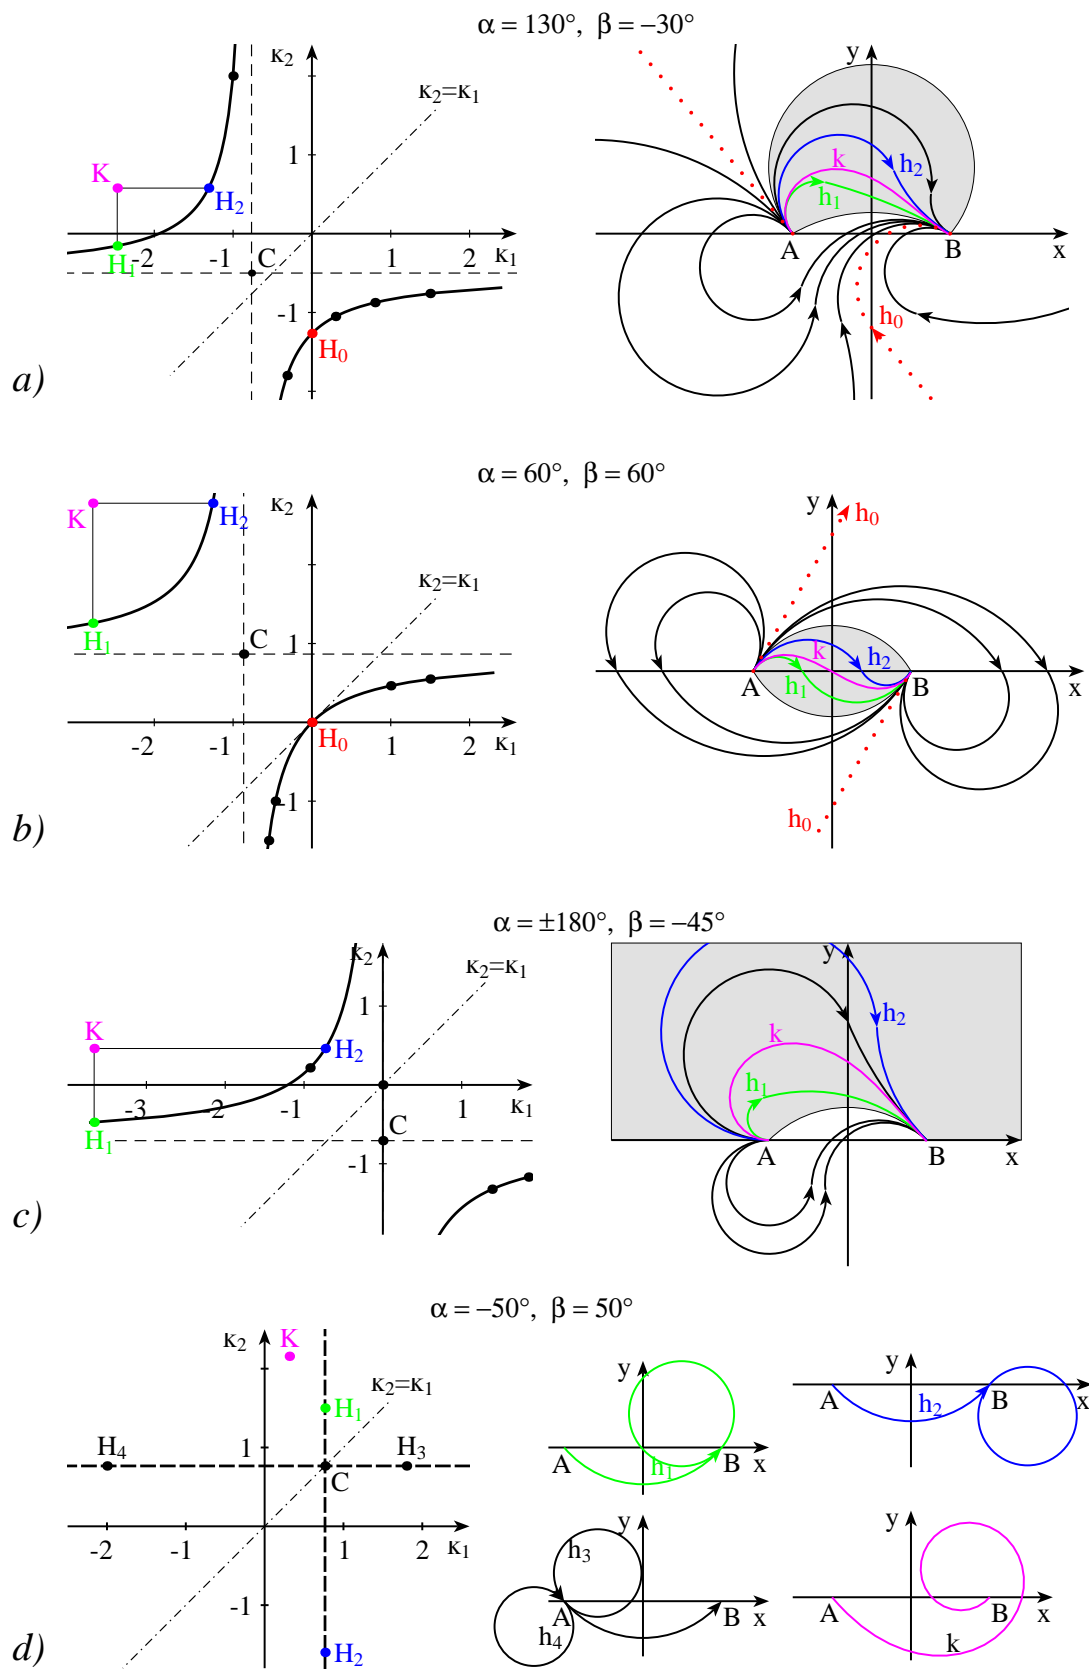 α = 130°, β = −30°
κ₂
κ₂=κ₁
1
K
H₂
H₁
-2
-1
C
1
2
κ₁
-1
H₀
y
k
h₂
h₁
A
B
x
h₀
a)
α = 60°, β = 60°
κ₂
K
H₂
κ₂=κ₁
H₁
1
C
-2
-1
H₀
1
2
κ₁
-1
y
h₀
k
h₂
A
h₁
B
x
h₀
b)
α = ±180°, β = −45°
κ₂
κ₂=κ₁
1
K
H₂
-3
-2
-1
1
κ₁
H₁
C
-1
y
h₂
k
h₁
A
B
x
c)
α = −50°, β = 50°
κ₂
K
κ₂=κ₁
H₁
H₄
1
H₃
C
-2
-1
1
2
κ₁
-1
H₂
y
A
h₁
B
x
y
A
h₂
B
x
y
h₃
A
h₄
B
x
y
A
B
x
k
d)